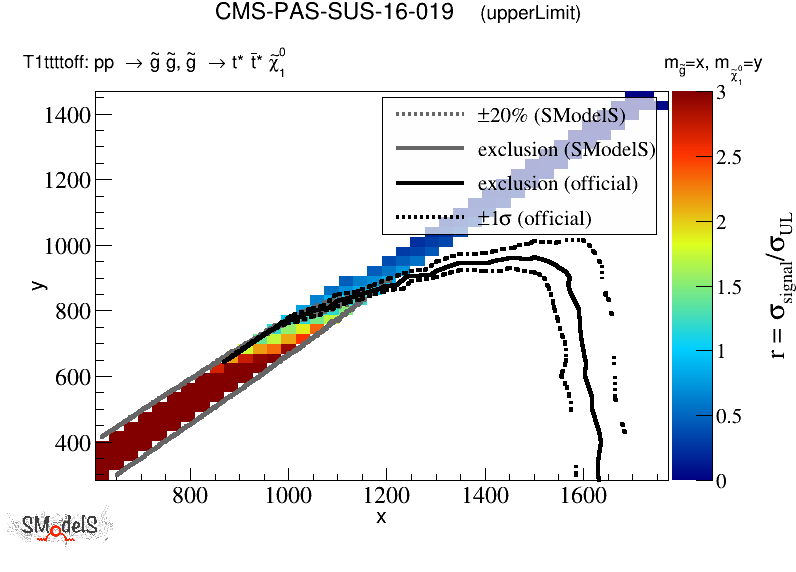 CMS-PAS-SUS-16-019 (upperLimit)
T1ttttoff: pp → g̃ g̃, g̃ → t* t̄* χ̃₁⁰
m_g̃=x, m_χ̃₁⁰=y
±20% (SModelS)
exclusion (SModelS)
exclusion (official)
±1σ (official)
1400
1200
1000
800
600
400
y
800 1000 1200 1400 1600
x
3
2.5
2
1.5
1
0.5
0
r = σ_signal/σ_UL
SModelS